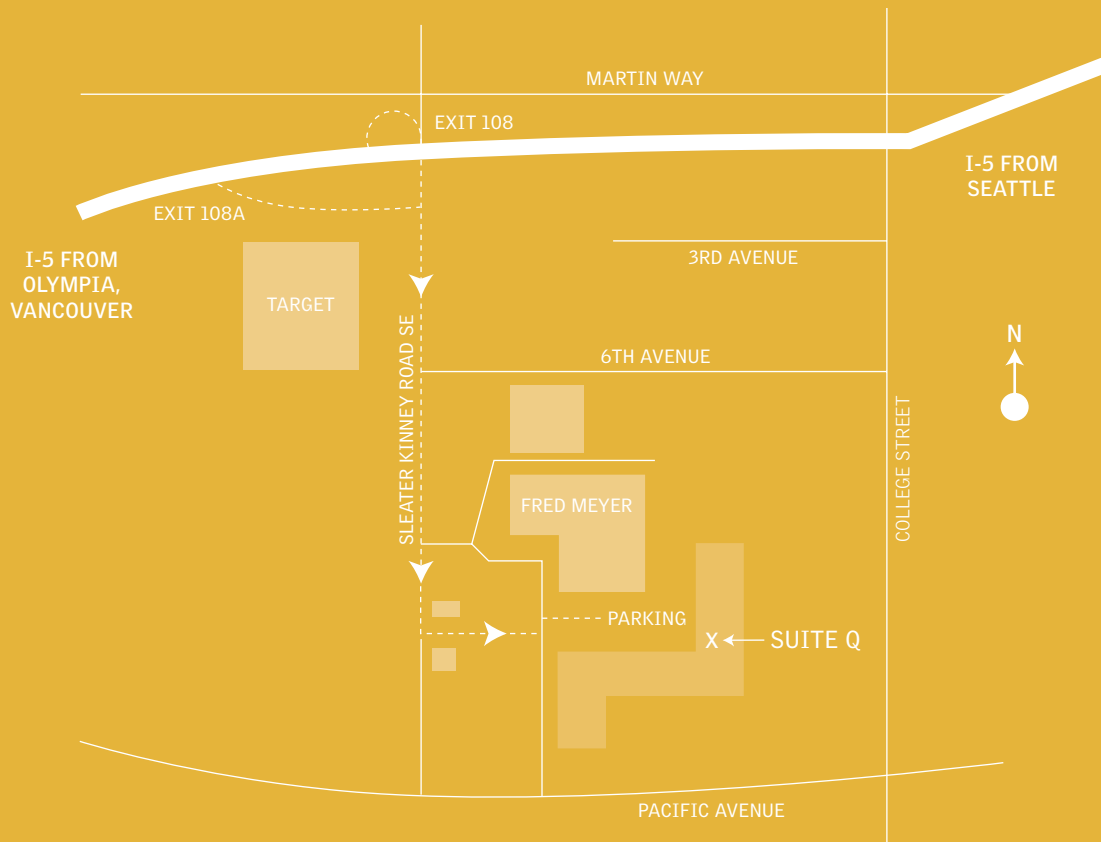 MARTIN WAY
EXIT 108
I-5 FROM
SEATTLE
EXIT 108A
3RD AVENUE
I-5 FROM
OLYMPIA,
VANCOUVER
TARGET
SLEATER KINNEY ROAD SE
N
6TH AVENUE
COLLEGE STREET
FRED MEYER
PARKING
X
SUITE Q
PACIFIC AVENUE